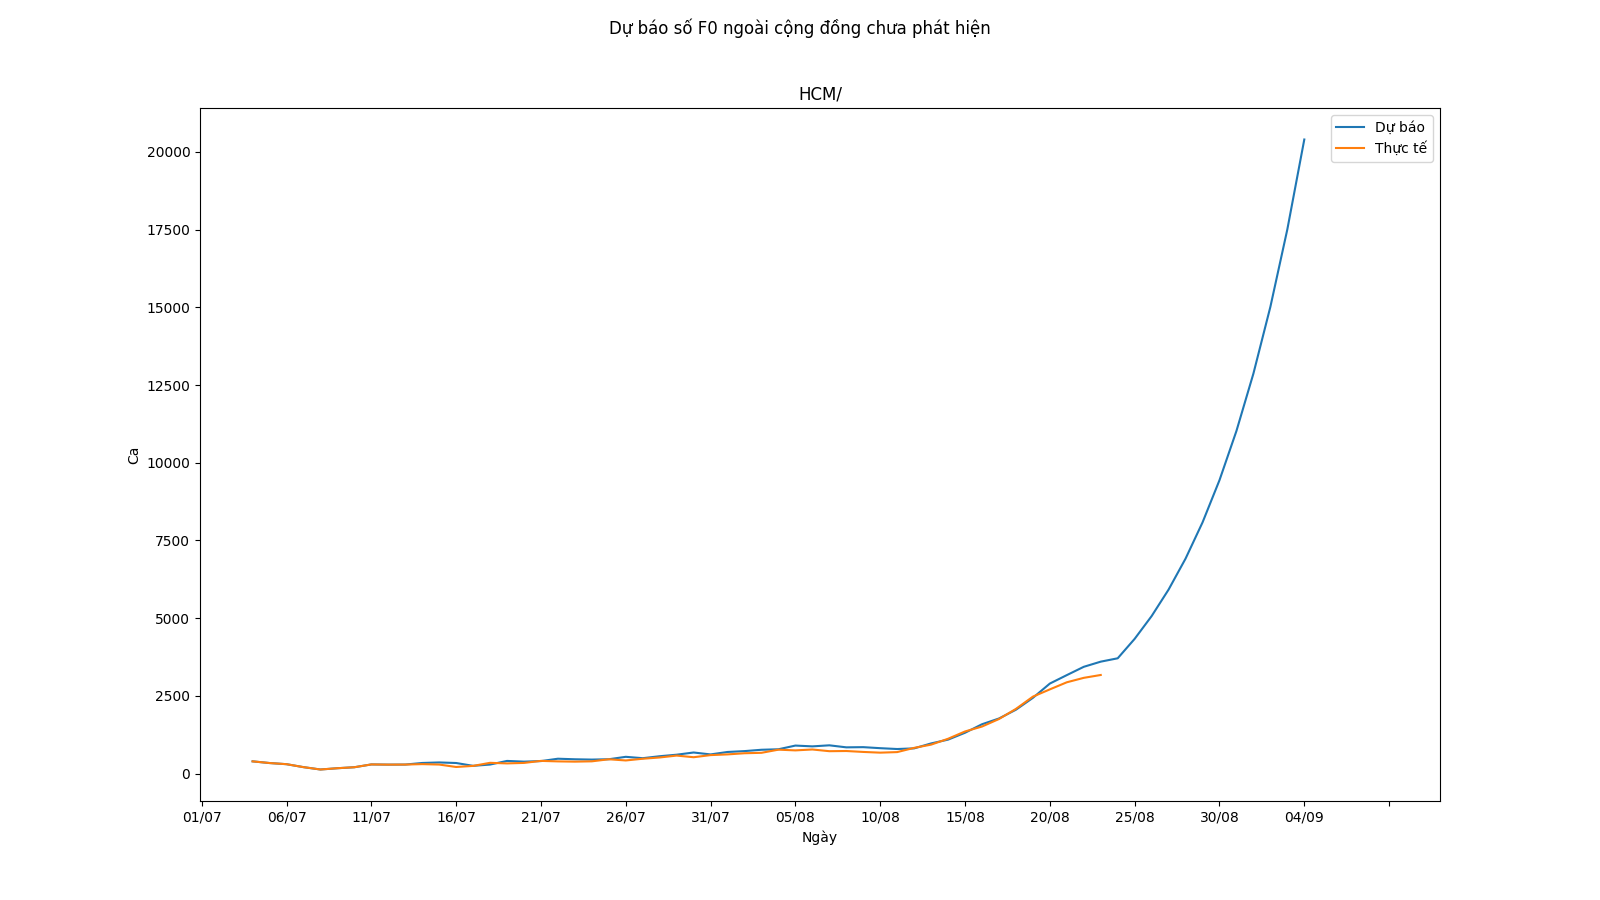 Dự báo số F0 ngoài cộng đồng chưa phát hiện
HCM/
Dự báo
Thực tế
20000
17500
15000
12500
10000
7500
5000
2500
0
Ca
01/07 06/07 11/07 16/07 21/07 26/07 31/07 05/08 10/08 15/08 20/08 25/08 30/08 04/09
Ngày